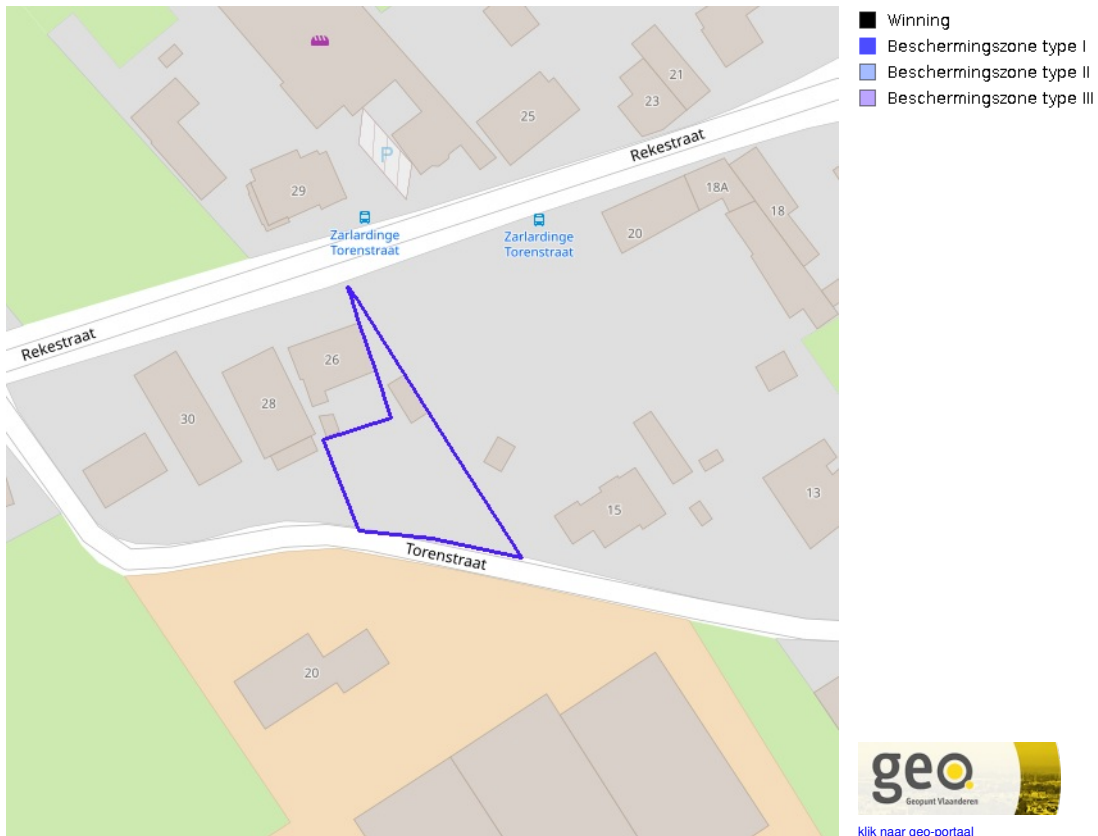 Winning
Beschermingszone type I
Beschermingszone type II
Beschermingszone type III
21
23
25
Rekestraat
P
29
18A
18
Zarlardinge
Torenstraat
20
Zarlardinge
Torenstraat
Rekestraat
26
28
30
13
15
Torenstraat
20
geo
Geopunt Vlaanderen
klik naar geo-portaal